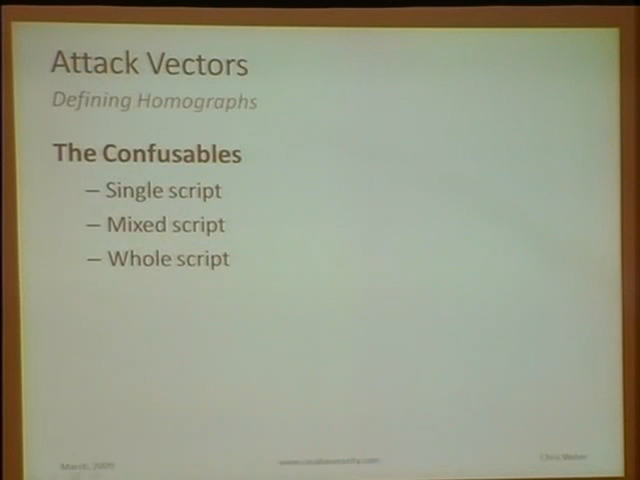 Attack Vectors
Defining Homographs
The Confusables
– Single script
– Mixed script
– Whole script
March, 2009
www.casabasecurity.com
Chris Weber